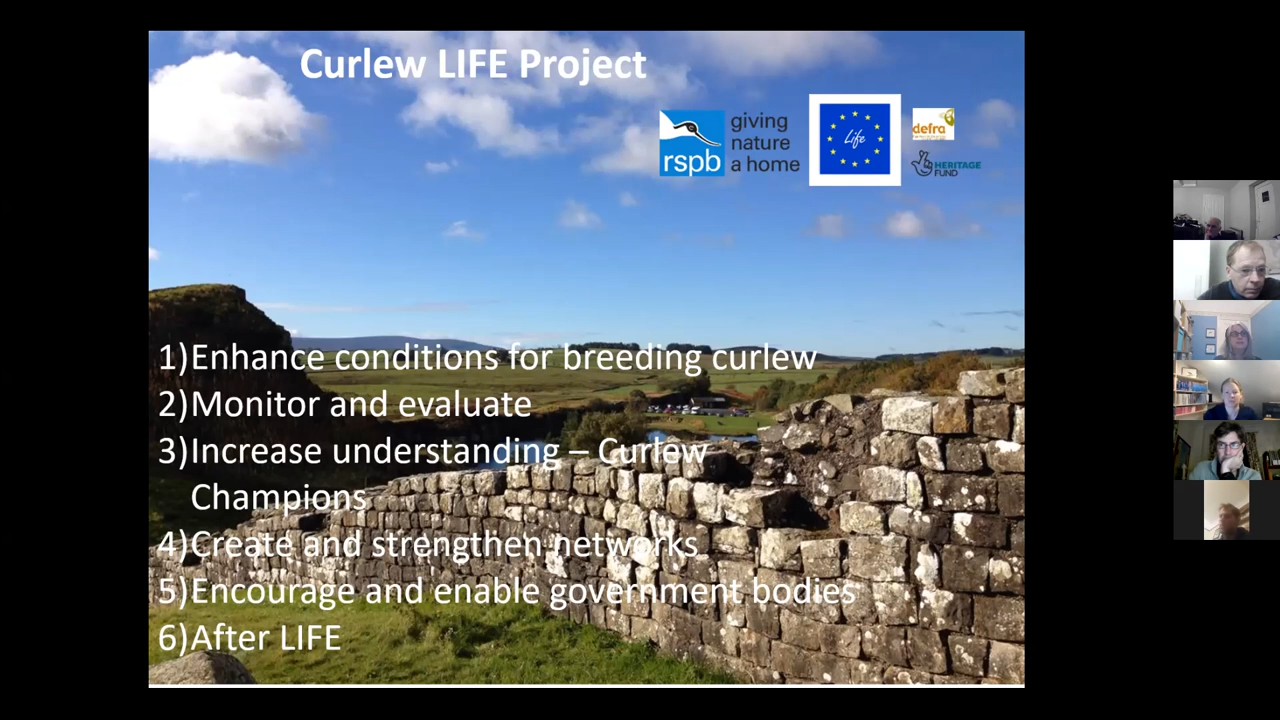 Curlew LIFE Project
rspb
giving
nature
a home
Life
defra
HERITAGE
FUND
1)Enhance conditions for breeding curlew
2)Monitor and evaluate
3)Increase understanding – Curlew
Champions
4)Create and strengthen networks
5)Encourage and enable government bodies
6)After LIFE